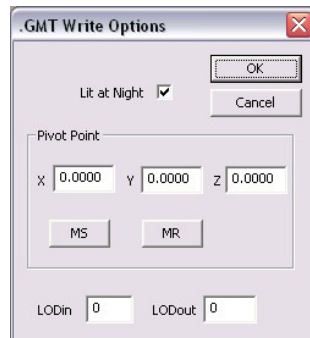 .GMT Write Options
OK
Lit at Night
Cancel
Pivot Point
X 0.0000 Y 0.0000 Z 0.0000
MS MR
LODin 0 LODout 0